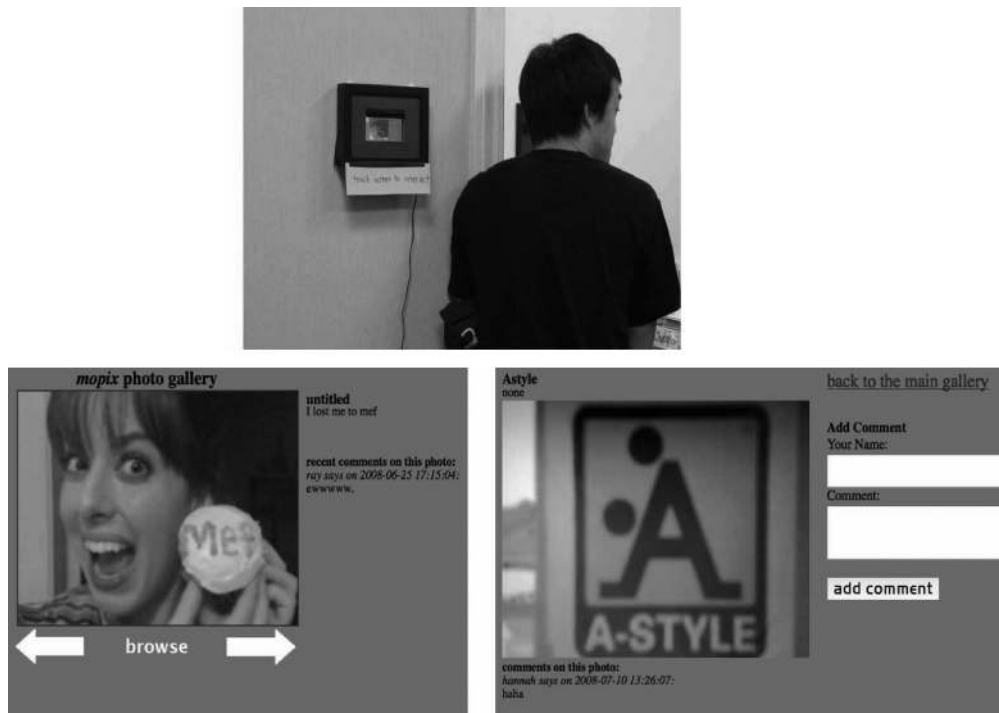 touch screen to interact
mopix photo gallery
untitled
I lost me to mef
recent comments on this photo:
ray says on 2008-06-25 17:15:04:
ewwwww.
Mef
browse
Astyle
none
A
A-STYLE
comments on this photo:
hannah says on 2008-07-10 13:26:07:
haha
back to the main gallery
Add Comment
Your Name:
Comment:
add comment